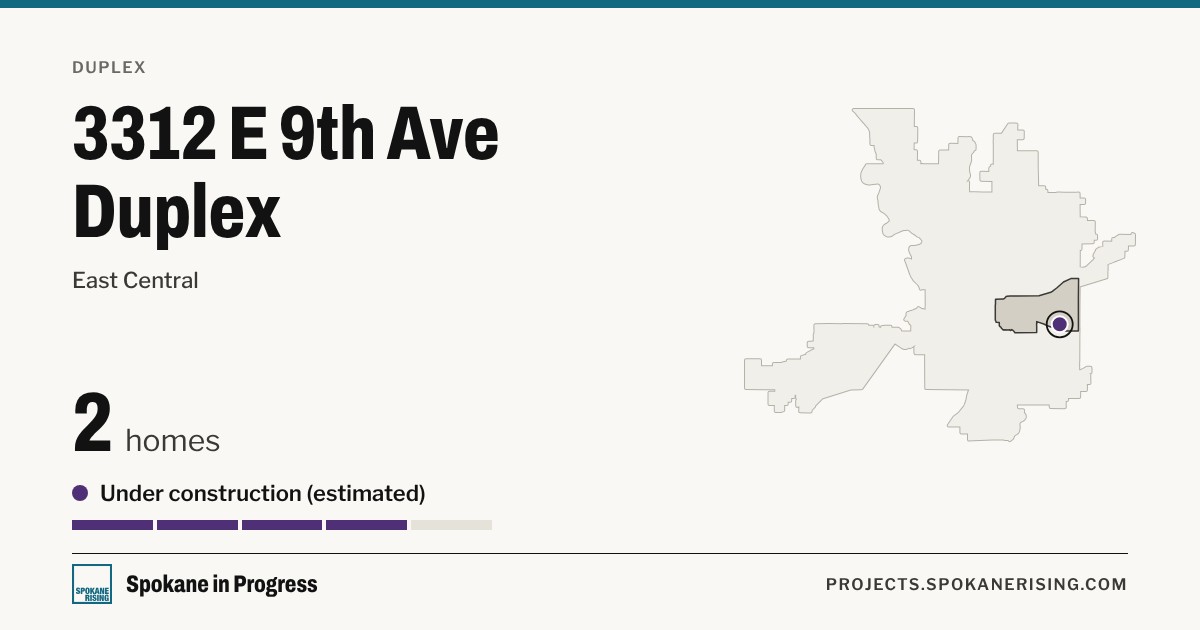 DUPLEX
3312 E 9th Ave
Duplex
East Central
2 homes
Under construction (estimated)
SPOKANE
RISING
Spokane in Progress
PROJECTS.SPOKANERISING.COM